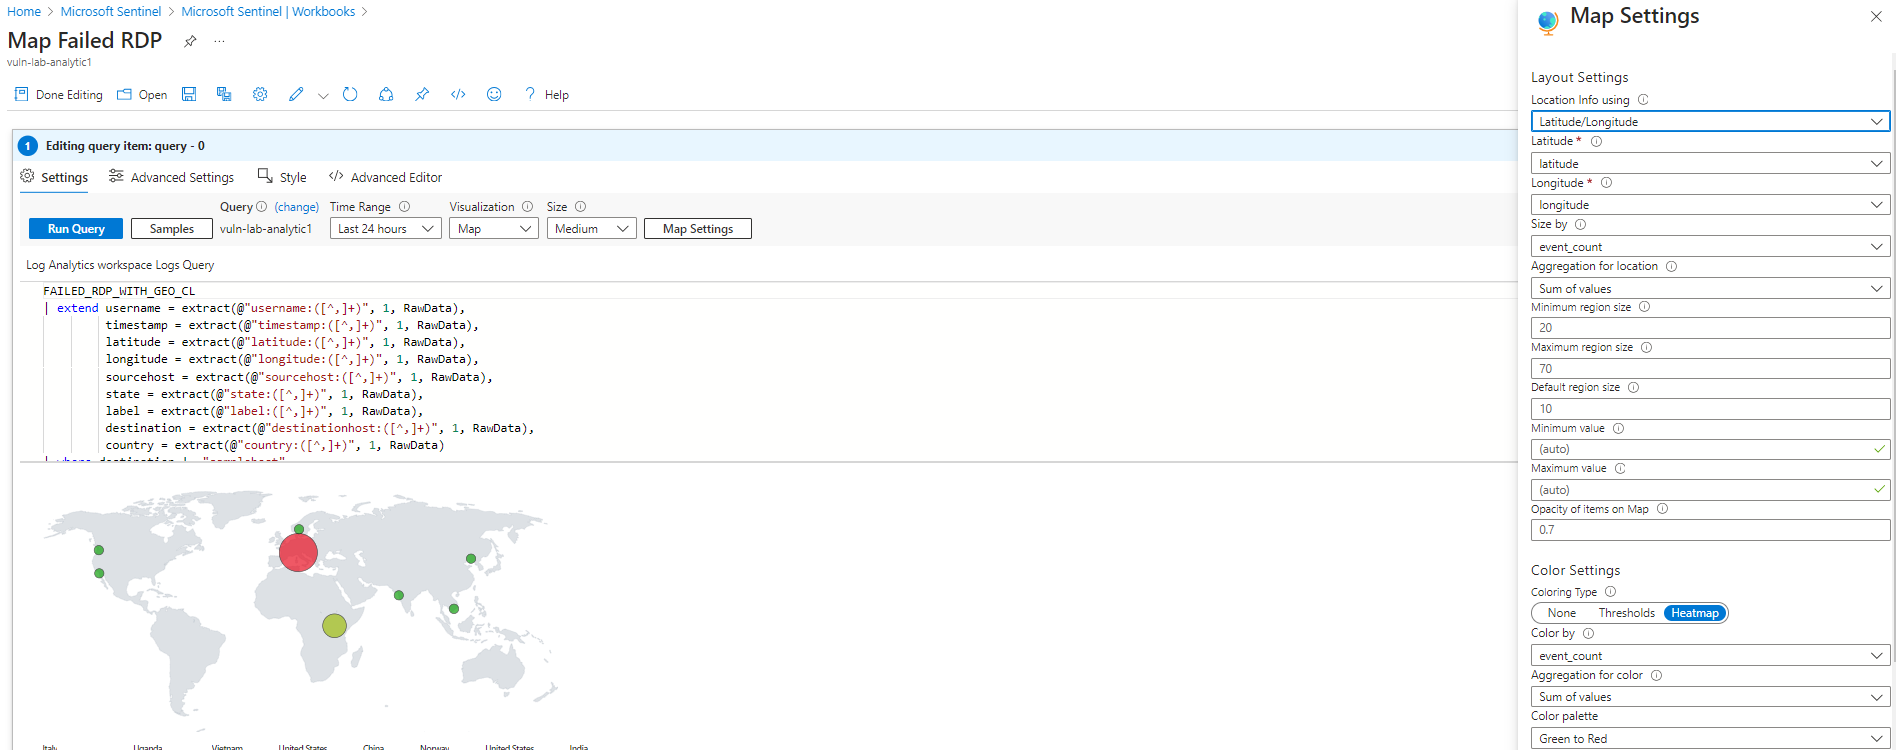 Home > Microsoft Sentinel > Microsoft Sentinel | Workbooks >
Map Failed RDP ...
vuln-lab-analytic1
Done Editing Open Help
1 Editing query item: query - 0
Settings Advanced Settings Style Advanced Editor
Query (change) Time Range Visualization Size
Run Query Samples vuln-lab-analytic1 Last 24 hours Map Medium Map Settings
Log Analytics workspace Logs Query
FAILED_RDP_WITH_GEO_CL
| extend username = extract(@"username:([^,]+)", 1, RawData),
timestamp = extract(@"timestamp:([^,]+)", 1, RawData),
latitude = extract(@"latitude:([^,]+)", 1, RawData),
longitude = extract(@"longitude:([^,]+)", 1, RawData),
sourcehost = extract(@"sourcehost:([^,]+)", 1, RawData),
state = extract(@"state:([^,]+)", 1, RawData),
label = extract(@"label:([^,]+)", 1, RawData),
destination = extract(@"destinationhost:([^,]+)", 1, RawData),
country = extract(@"country:([^,]+)", 1, RawData)
| where destination != "samplehost"
Italy Uganda Vietnam United States China Norway United States India
Map Settings
Layout Settings
Location Info using
Latitude/Longitude
Latitude *
latitude
Longitude *
longitude
Size by
event_count
Aggregation for location
Sum of values
Minimum region size
20
Maximum region size
70
Default region size
10
Minimum value
(auto)
Maximum value
(auto)
Opacity of items on Map
0.7
Color Settings
Coloring Type
None Thresholds Heatmap
Color by
event_count
Aggregation for color
Sum of values
Color palette
Green to Red